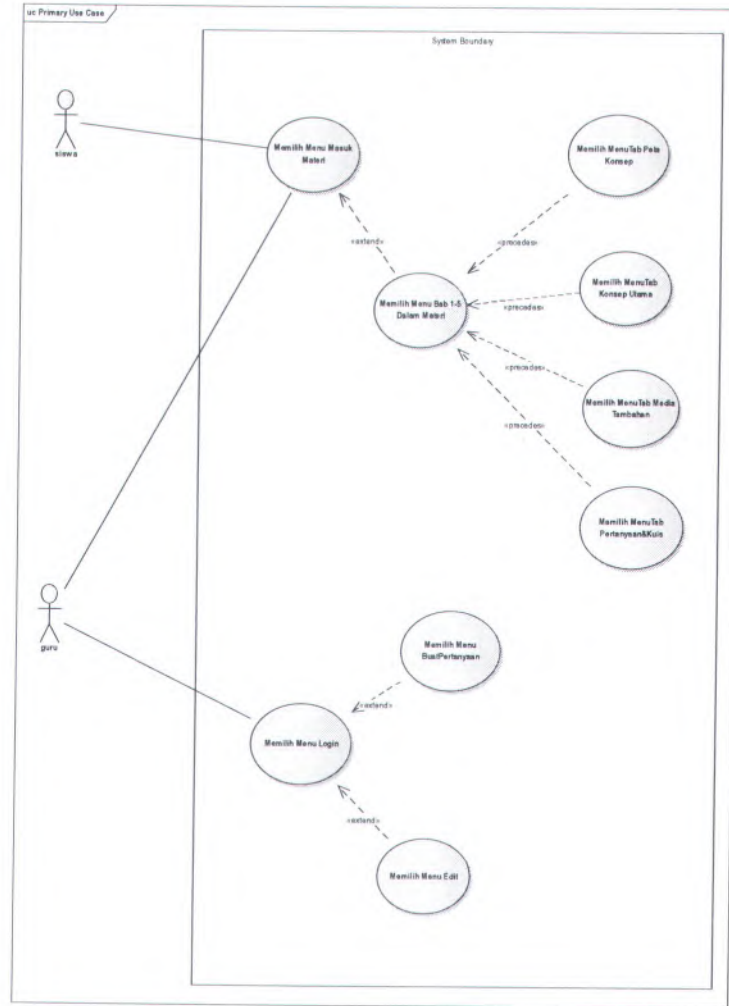 uc Primary Use Case
System Boundary
siswa
Memilih Menu Masuk
Materi
Memilih MenuTab Peta
Konsep
«precedes»
«extend»
Memilih Menu Bab 1-5
Dalam Materi
Memilih MenuTab
Konsep Utama
«precedes»
«precedes»
Memilih MenuTab Media
Tambahan
«precedes»
Memilih MenuTab
Pertanyaan&Kuis
guru
Memilih Menu
BuatPertanyaan
«extend»
Memilih Menu Login
«extend»
Memilih Menu Edit